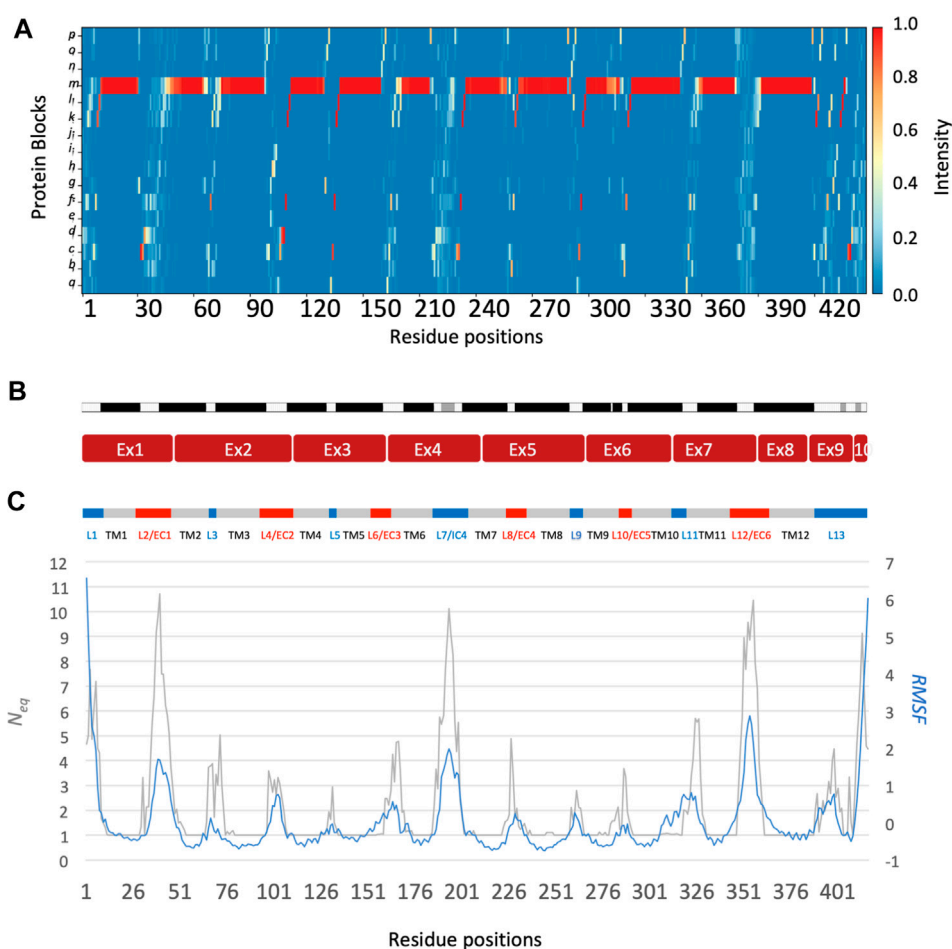 A
Protein Blocks
p
o
n
m
l
k
j
i
h
g
f
e
d
c
b
a
1 30 60 90 120 120 150 210 240 270 300 330 360 390 420
Residue positions
1.0
0.8
0.6
0.4
0.2
0.0
Intensity
B
Ex1 Ex2 Ex3 Ex4 Ex5 Ex6 Ex7 Ex8 Ex9 10
C
L1 TM1 L2/EC1 TM2 L3 TM3 L4/EC2 TM4 L5 TM5 L6/EC3 TM6 L7/IC4 TM7 L8/EC4 TM8 L9 TM9 L10/EC5 TM10 L11 TM11 L12/EC6 TM12 L13
12
11
10
9
8
7
6
5
4
3
2
1
0
Neq
7
6
5
4
3
2
1
0
-1
RMSF
1 26 51 76 101 126 151 176 201 226 251 276 301 326 351 376 401
Residue positions